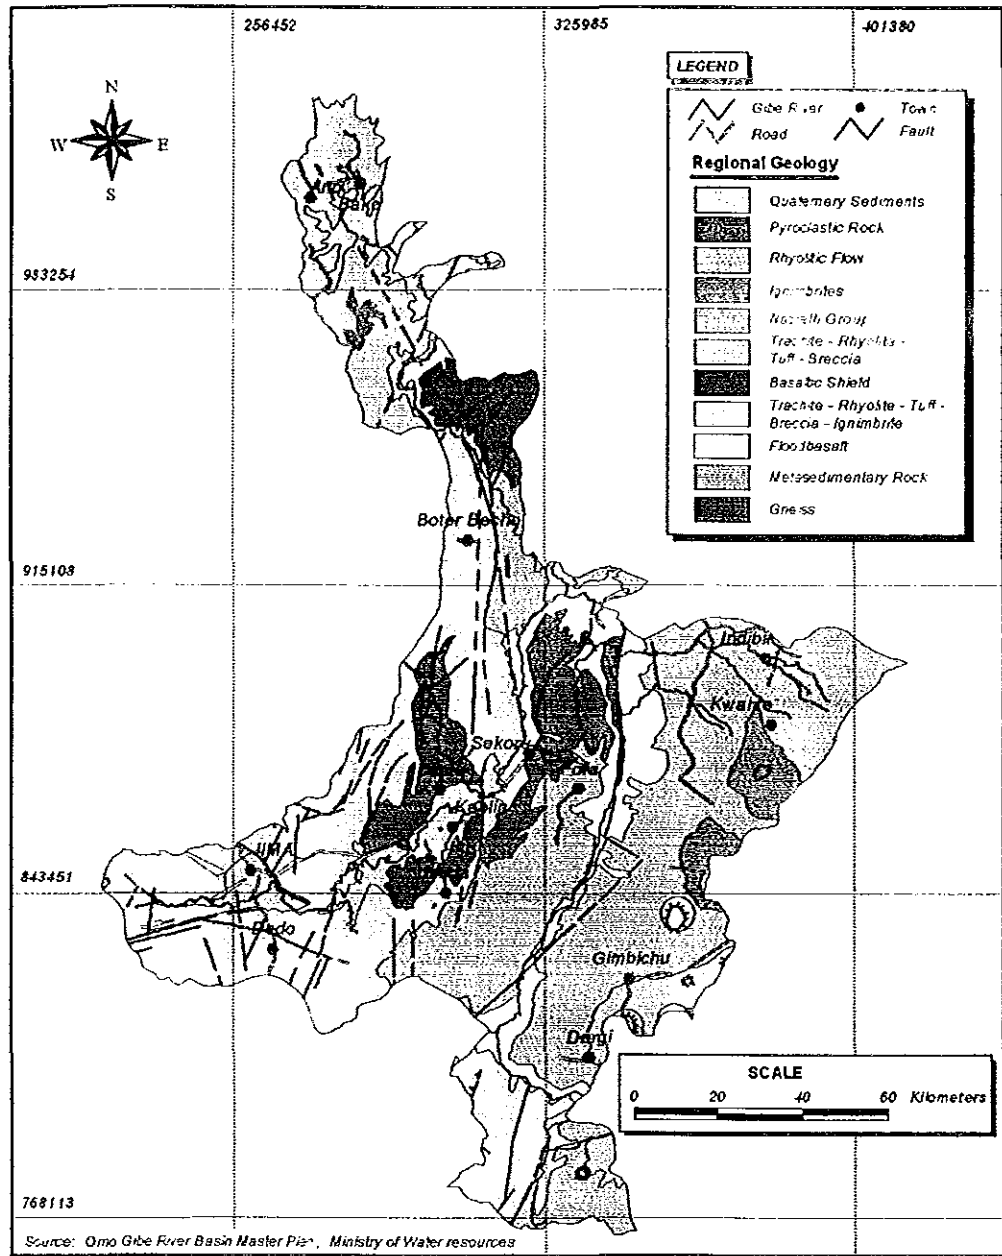 256452
325985
401380
LEGEND
N
W E
S
Gibe River
Town
Road
Fault
Regional Geology
Quaternary Sediments
Pyroclastic Rock
Rhyolitic Flow
Ignimbrites
Group
Trachite - Rhyolite -
Tuff - Breccia
Basaltic Shield
Trachite - Rhyolite - Tuff -
Breccia - Ignimbrite
Floodbasalt
Metasedimentary Rock
Gneiss
983254
Boter Becho
915108
Indibir
Sekoru
843451
Dedo
Gimbichu
SCALE
0 20 40 60 Kilometers
768113
Source: Omo Gibe River Basin Master Plan, Ministry of Water resources